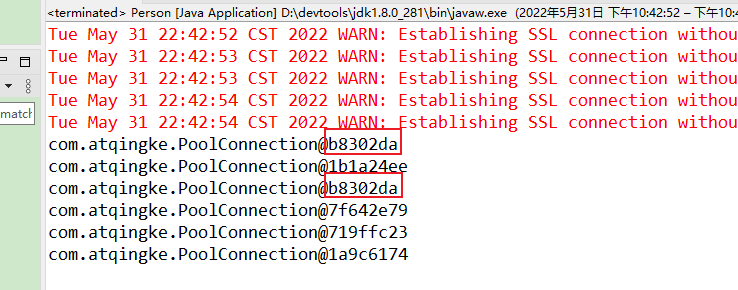 <terminated> Person [Java Application] D:\devtools\jdk1.8.0_281\bin\javaw.exe (2022年5月31日 下午10:42:52 – 下午10:4
Tue May 31 22:42:52 CST 2022 WARN: Establishing SSL connection withou
Tue May 31 22:42:53 CST 2022 WARN: Establishing SSL connection withou
Tue May 31 22:42:53 CST 2022 WARN: Establishing SSL connection withou
Tue May 31 22:42:54 CST 2022 WARN: Establishing SSL connection withou
Tue May 31 22:42:54 CST 2022 WARN: Establishing SSL connection withou
match
com.atqingke.PoolConnection@b8302da
com.atqingke.PoolConnection@1b1a24ee
com.atqingke.PoolConnection@b8302da
com.atqingke.PoolConnection@7f642e79
com.atqingke.PoolConnection@719ffc23
com.atqingke.PoolConnection@1a9c6174